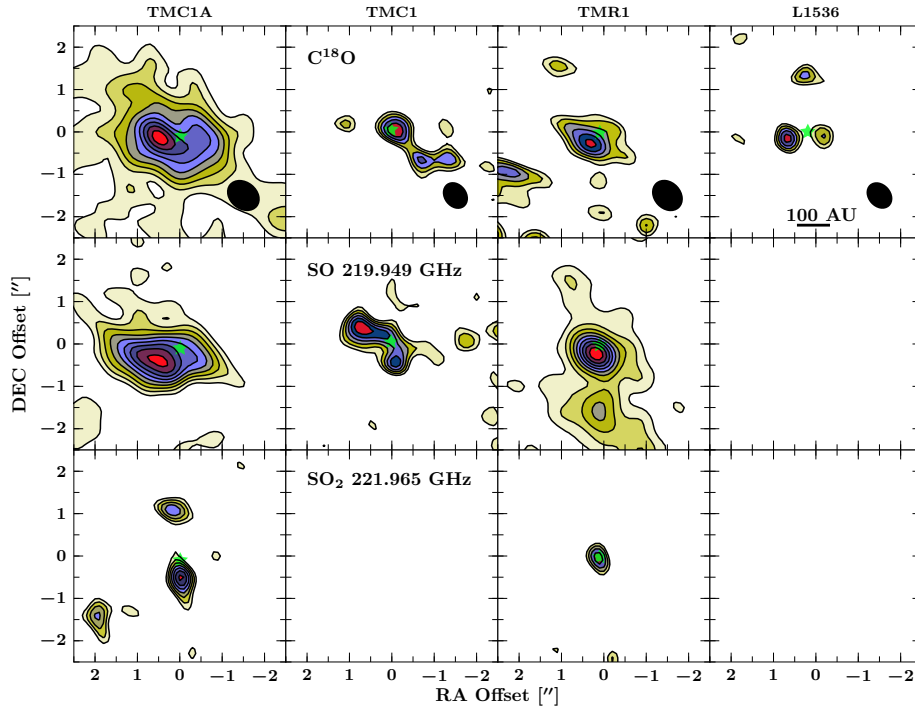 TMC1A TMC1 TMR1 L1536
C¹⁸O
2
1
0
−1
−2
100 AU
SO 219.949 GHz
2
1
0
−1
−2
DEC Offset [″]
SO₂ 221.965 GHz
2
1
0
−1
−2
2 1 0 −1 −2 2 1 0 −1 −2 2 1 0 −1 −2 2 1 0 −1 −2
RA Offset [″]